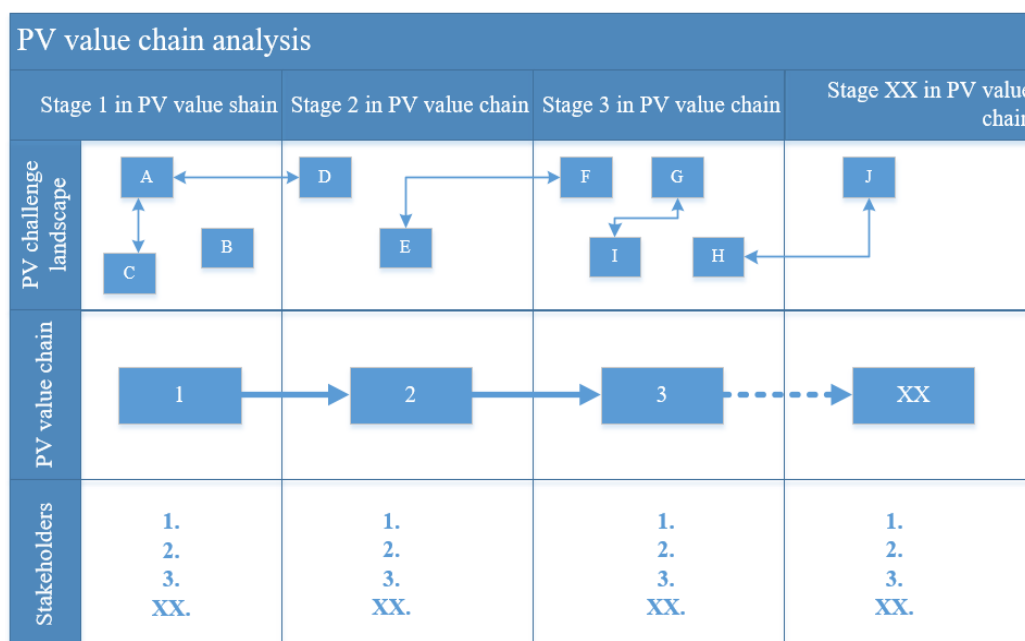 PV value chain analysis
Stage 1 in PV value shain
Stage 2 in PV value chain
Stage 3 in PV value chain
Stage XX in PV value
chain
PV challenge
landscape
A
D
F
G
J
B
E
I
H
C
PV value chain
1
2
3
XX
Stakeholders
1.
2.
3.
XX.
1.
2.
3.
XX.
1.
2.
3.
XX.
1.
2.
3.
XX.